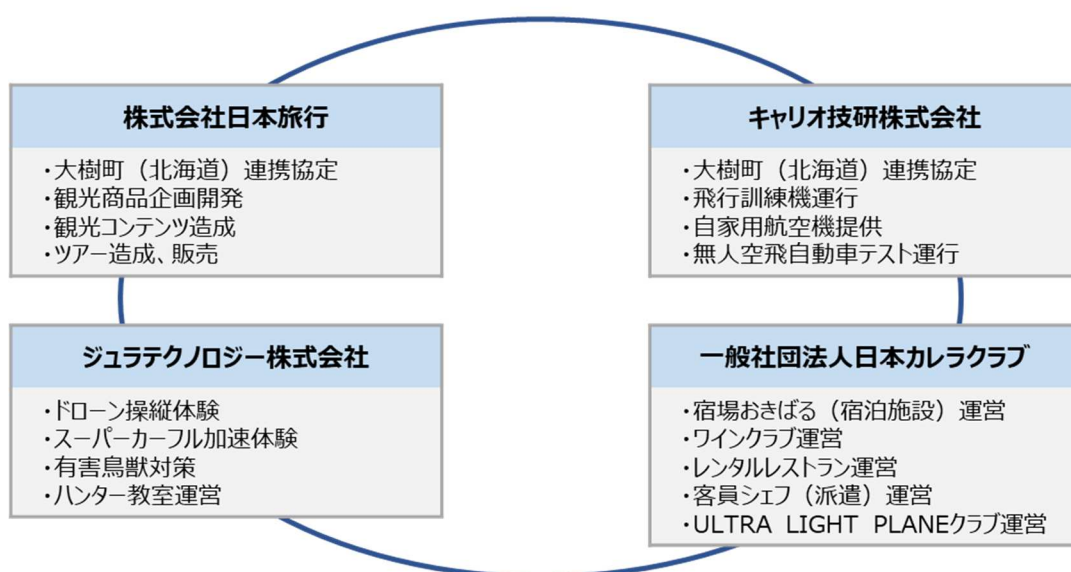 株式会社日本旅行
・大樹町（北海道）連携協定
・観光商品企画開発
・観光コンテンツ造成
・ツアー造成、販売
キャリオ技研株式会社
・大樹町（北海道）連携協定
・飛行訓練機運行
・自家用航空機提供
・無人空飛自動車テスト運行
ジュラテクノロジー株式会社
・ドローン操縦体験
・スーパーカーフル加速体験
・有害鳥獣対策
・ハンター教室運営
一般社団法人日本カレラクラブ
・宿場おきばる（宿泊施設）運営
・ワインクラブ運営
・レンタルレストラン運営
・客員シェフ（派遣）運営
・ULTRA LIGHT PLANEクラブ運営